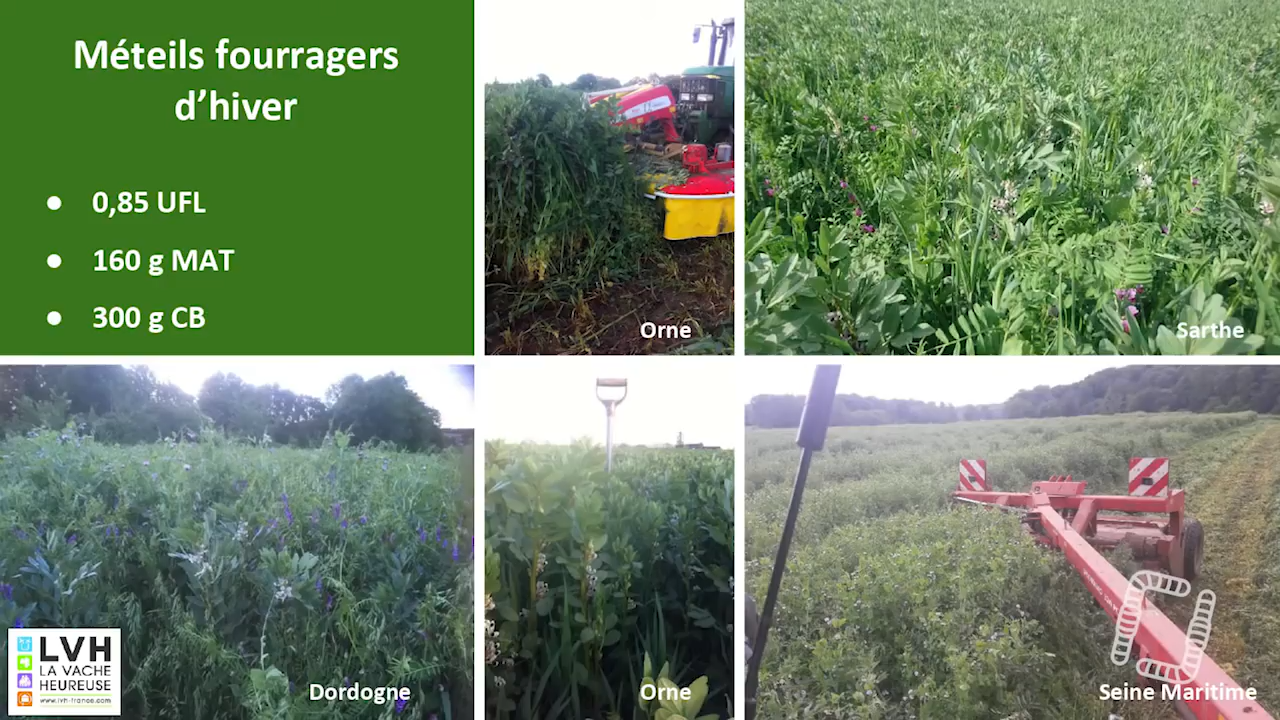 Méteils fourragers
d'hiver
● 0,85 UFL
● 160 g MAT
● 300 g CB
Orne
Sarthe
Dordogne
Orne
Seine Maritime
LVH
LA VACHE
HEUREUSE
www.lvh-france.com